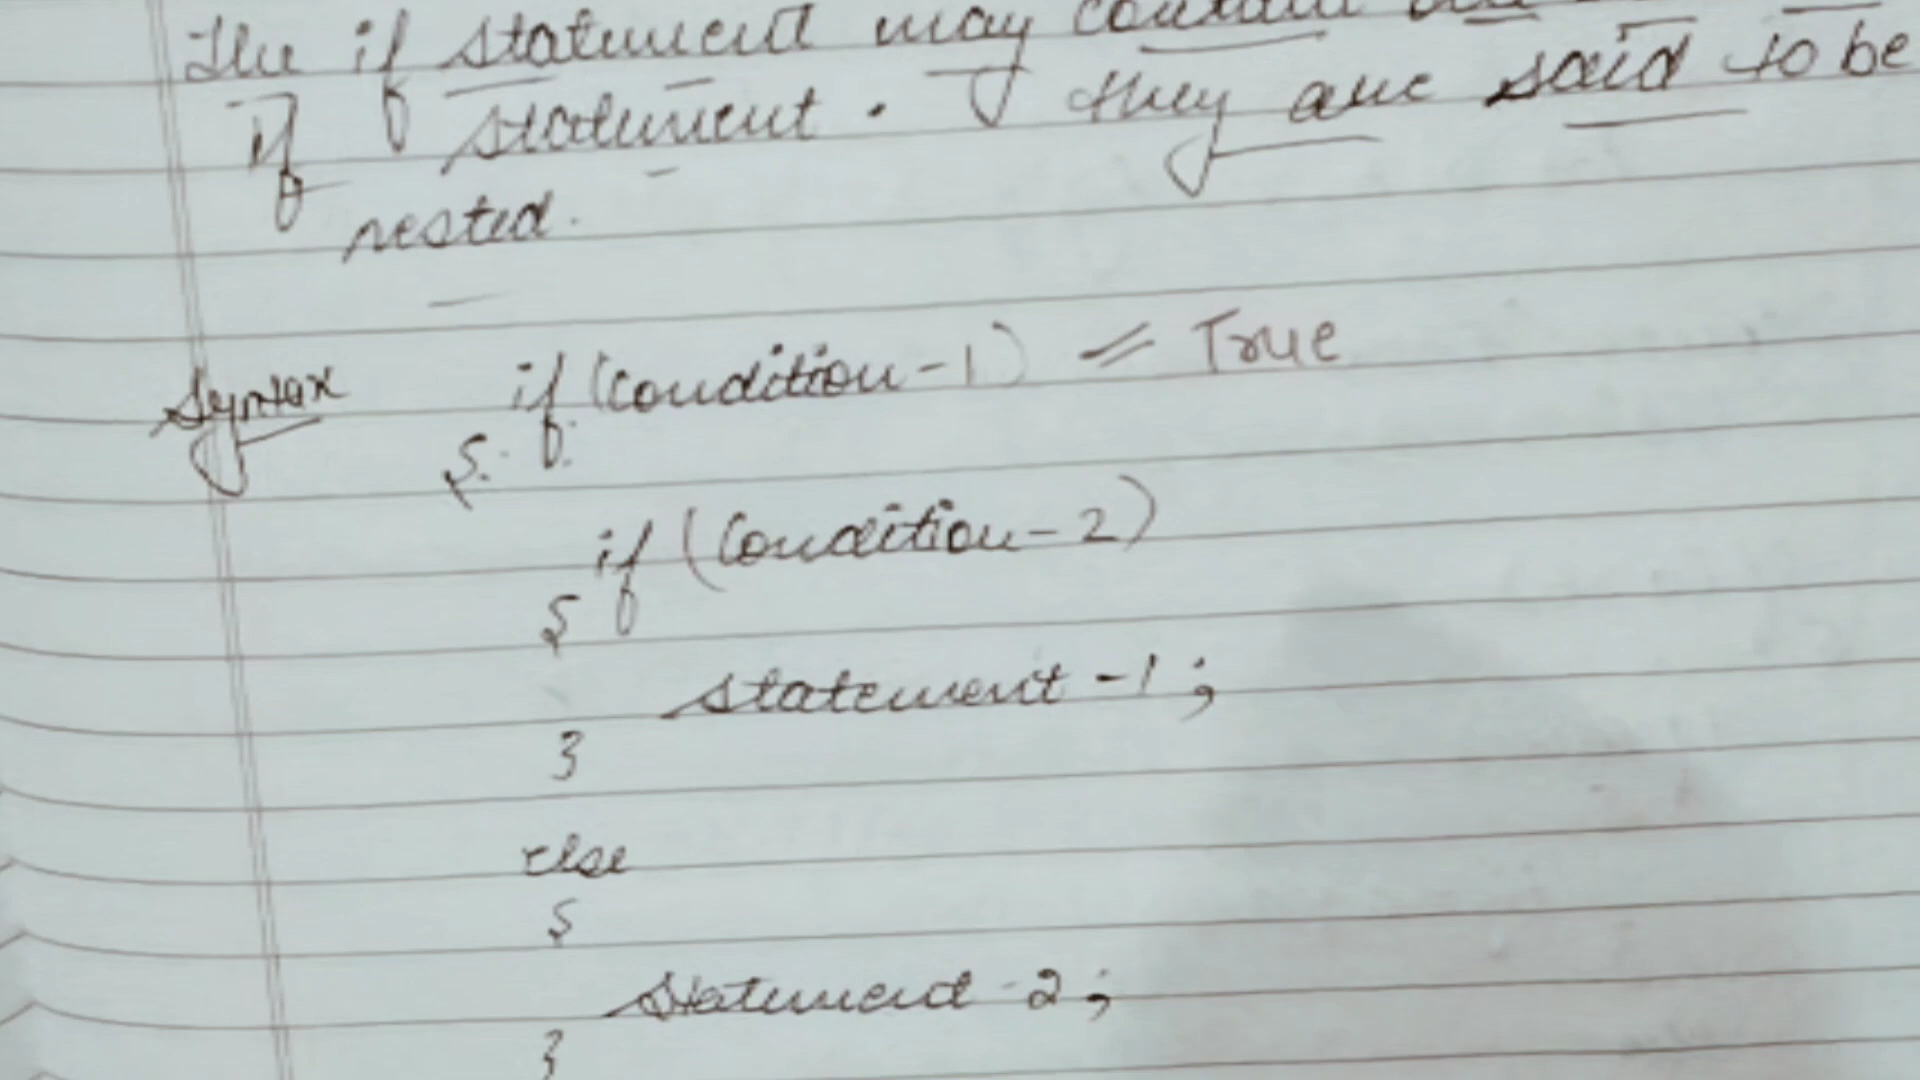 The if statement may contain
if statement. they are said to be
nested.
Syntax if (Condition-1) = True
{
if (Condition-2)
{
statement-1;
}
else
{
statement-2;
}